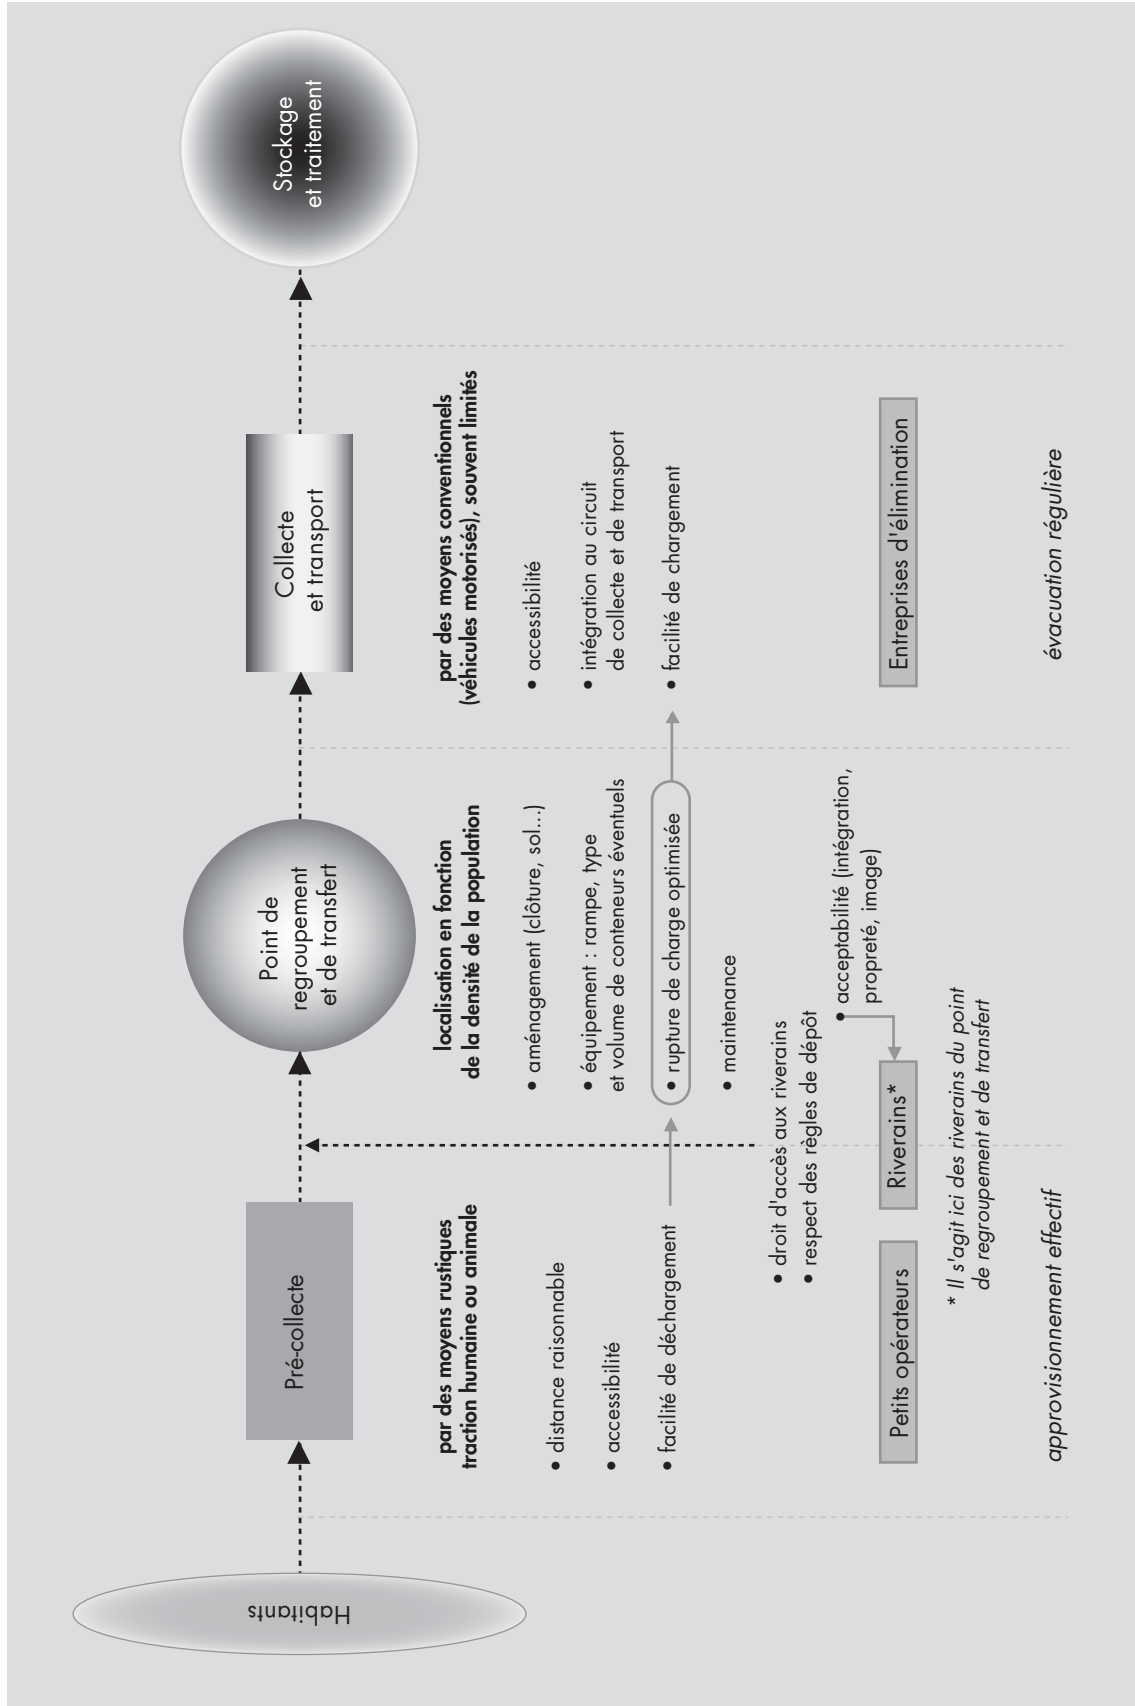 Habitants
Pré-collecte
Point de
regroupement
et de transfert
Collecte
et transport
Stockage
et traitement
par des moyens rustiques
traction humaine ou animale
• distance raisonnable
• accessibilité
• facilité de déchargement
localisation en fonction
de la densité de la population
• aménagement (clôture, sol...)
• équipement : rampe, type
et volume de conteneurs éventuels
• rupture de charge optimisée
• maintenance
par des moyens conventionnels
(véhicules motorisés), souvent limités
• accessibilité
• intégration au circuit
de collecte et de transport
• facilité de chargement
• droit d'accès aux riverains
• respect des règles de dépôt
• acceptabilité (intégration,
propreté, image)
Petits opérateurs
Riverains*
Entreprises d'élimination
* Il s'agit ici des riverains du point
de regroupement et de transfert
approvisionnement effectif
évacuation régulière